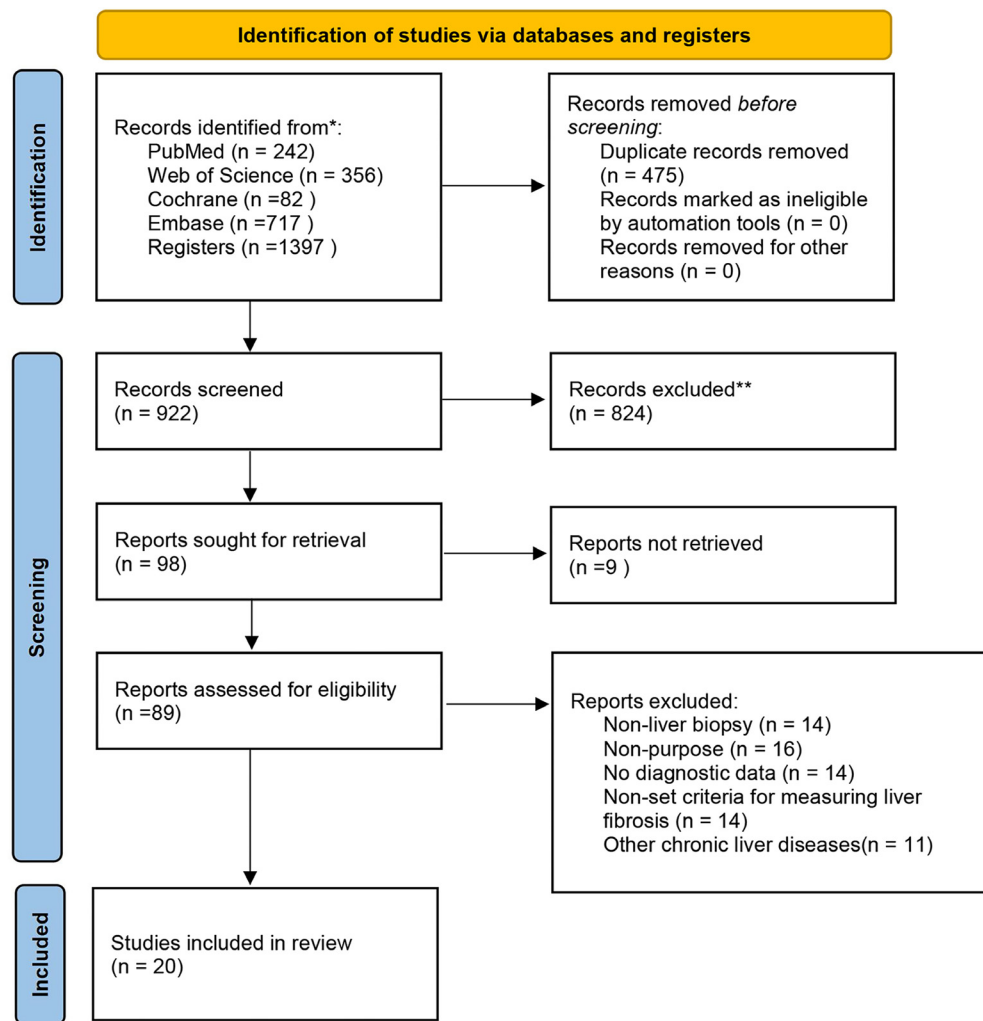 Identification of studies via databases and registers
Identification
Records identified from*:
PubMed (n = 242)
Web of Science (n = 356)
Cochrane (n =82 )
Embase (n =717 )
Registers (n =1397 )
Records removed before
screening:
Duplicate records removed
(n = 475)
Records marked as ineligible
by automation tools (n = 0)
Records removed for other
reasons (n = 0)
Screening
Records screened
(n = 922)
Records excluded**
(n = 824)
Reports sought for retrieval
(n = 98)
Reports not retrieved
(n =9 )
Reports assessed for eligibility
(n =89)
Reports excluded:
Non-liver biopsy (n = 14)
Non-purpose (n = 16)
No diagnostic data (n = 14)
Non-set criteria for measuring liver
fibrosis (n = 14)
Other chronic liver diseases(n = 11)
Included
Studies included in review
(n = 20)